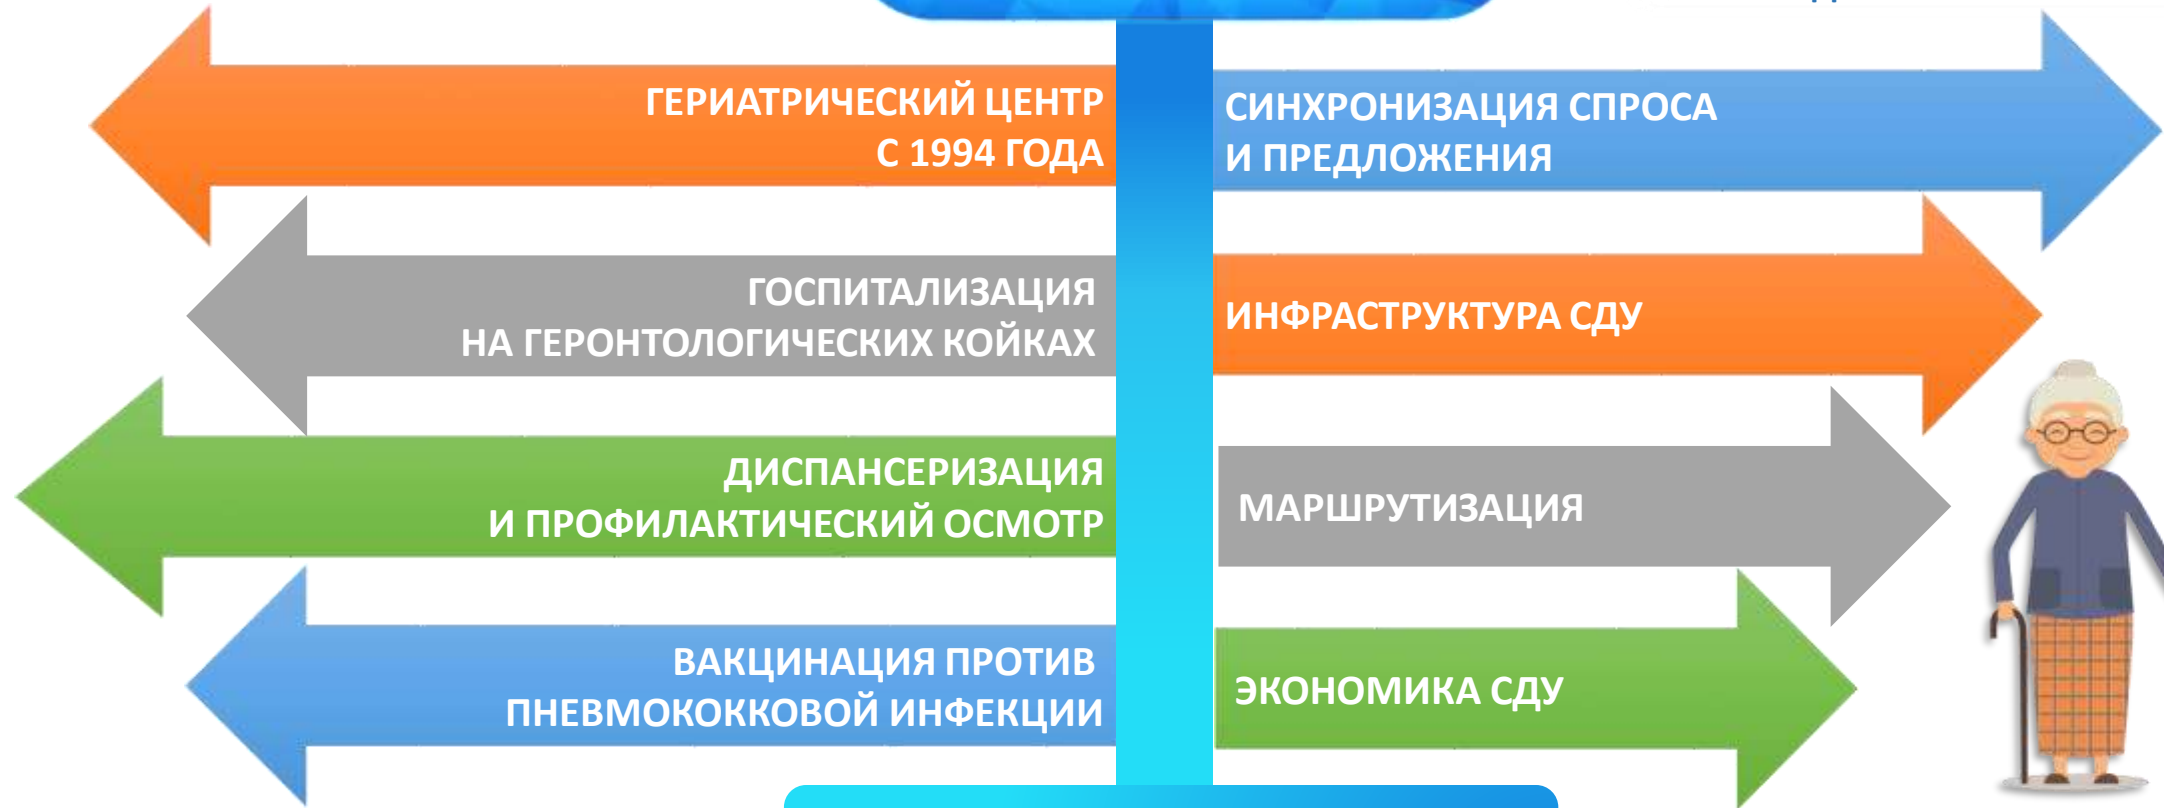 ГЕРИАТРИЧЕСКИЙ ЦЕНТР
С 1994 ГОДА
ГОСПИТАЛИЗАЦИЯ
НА ГЕРОНТОЛОГИЧЕСКИХ КОЙКАХ
ДИСПАНСЕРИЗАЦИЯ
И ПРОФИЛАКТИЧЕСКИЙ ОСМОТР
ВАКЦИНАЦИЯ ПРОТИВ
ПНЕВМОКОККОВОЙ ИНФЕКЦИИ
СИНХРОНИЗАЦИЯ СПРОСА
И ПРЕДЛОЖЕНИЯ
ИНФРАСТРУКТУРА СДУ
МАРШРУТИЗАЦИЯ
ЭКОНОМИКА СДУ